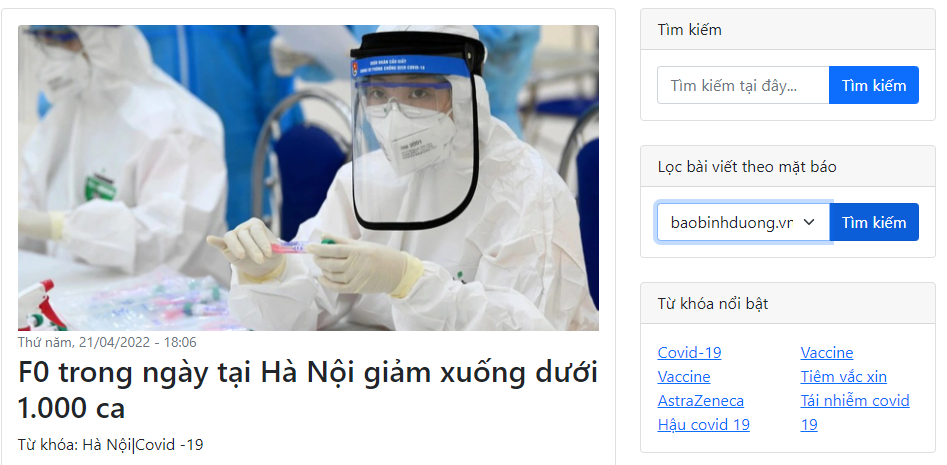 Thứ năm, 21/04/2022 - 18:06
F0 trong ngày tại Hà Nội giảm xuống dưới
1.000 ca
Từ khóa: Hà Nội|Covid -19
Tìm kiếm
Tìm kiếm tại đây...
Tìm kiếm
Lọc bài viết theo mặt báo
baobinhduong.vn
Tìm kiếm
Từ khóa nổi bật
Covid-19
Vaccine
AstraZeneca
Hậu covid 19
Vaccine
Tiêm vắc xin
Tái nhiễm covid
19